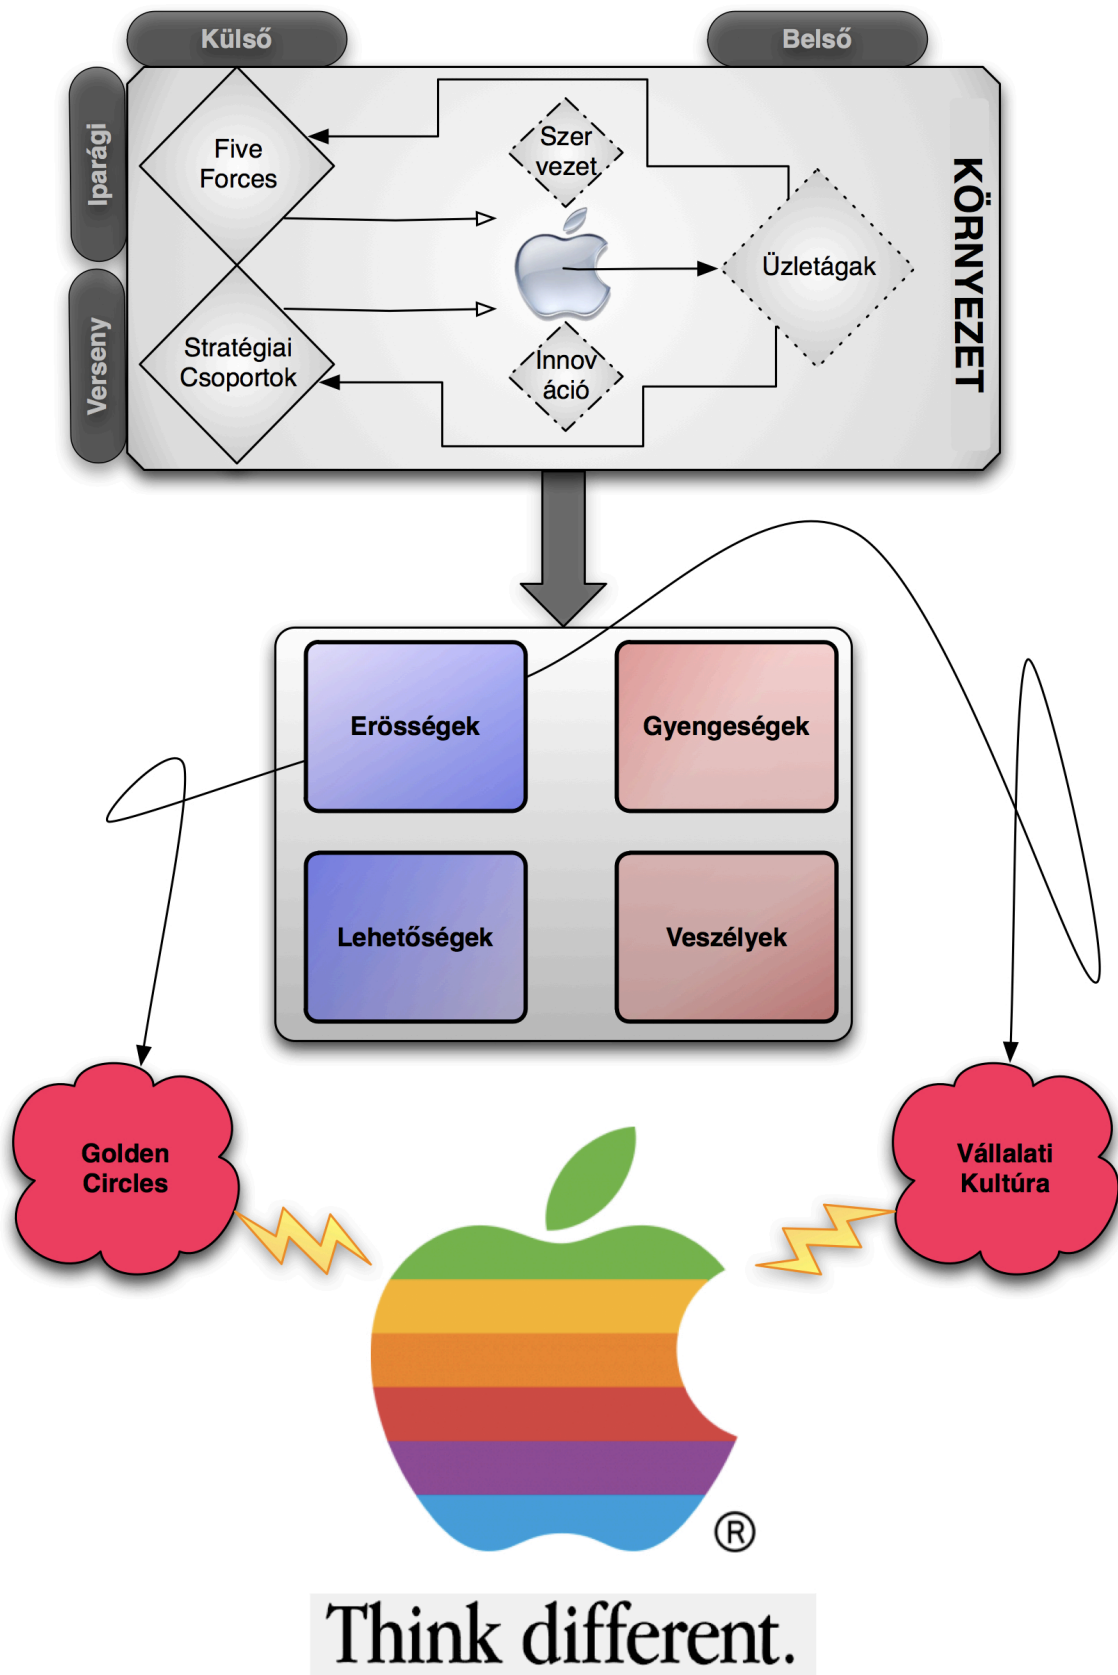 Külső
Belső
Iparági
Verseny
Five
Forces
Stratégiai
Csoportok
Szer
vezet
Innov
áció
Üzletágak
KÖRNYEZET
Erösségek
Gyengeségek
Lehetőségek
Veszélyek
Golden
Circles
Vállalati
Kultúra
®
Think different.